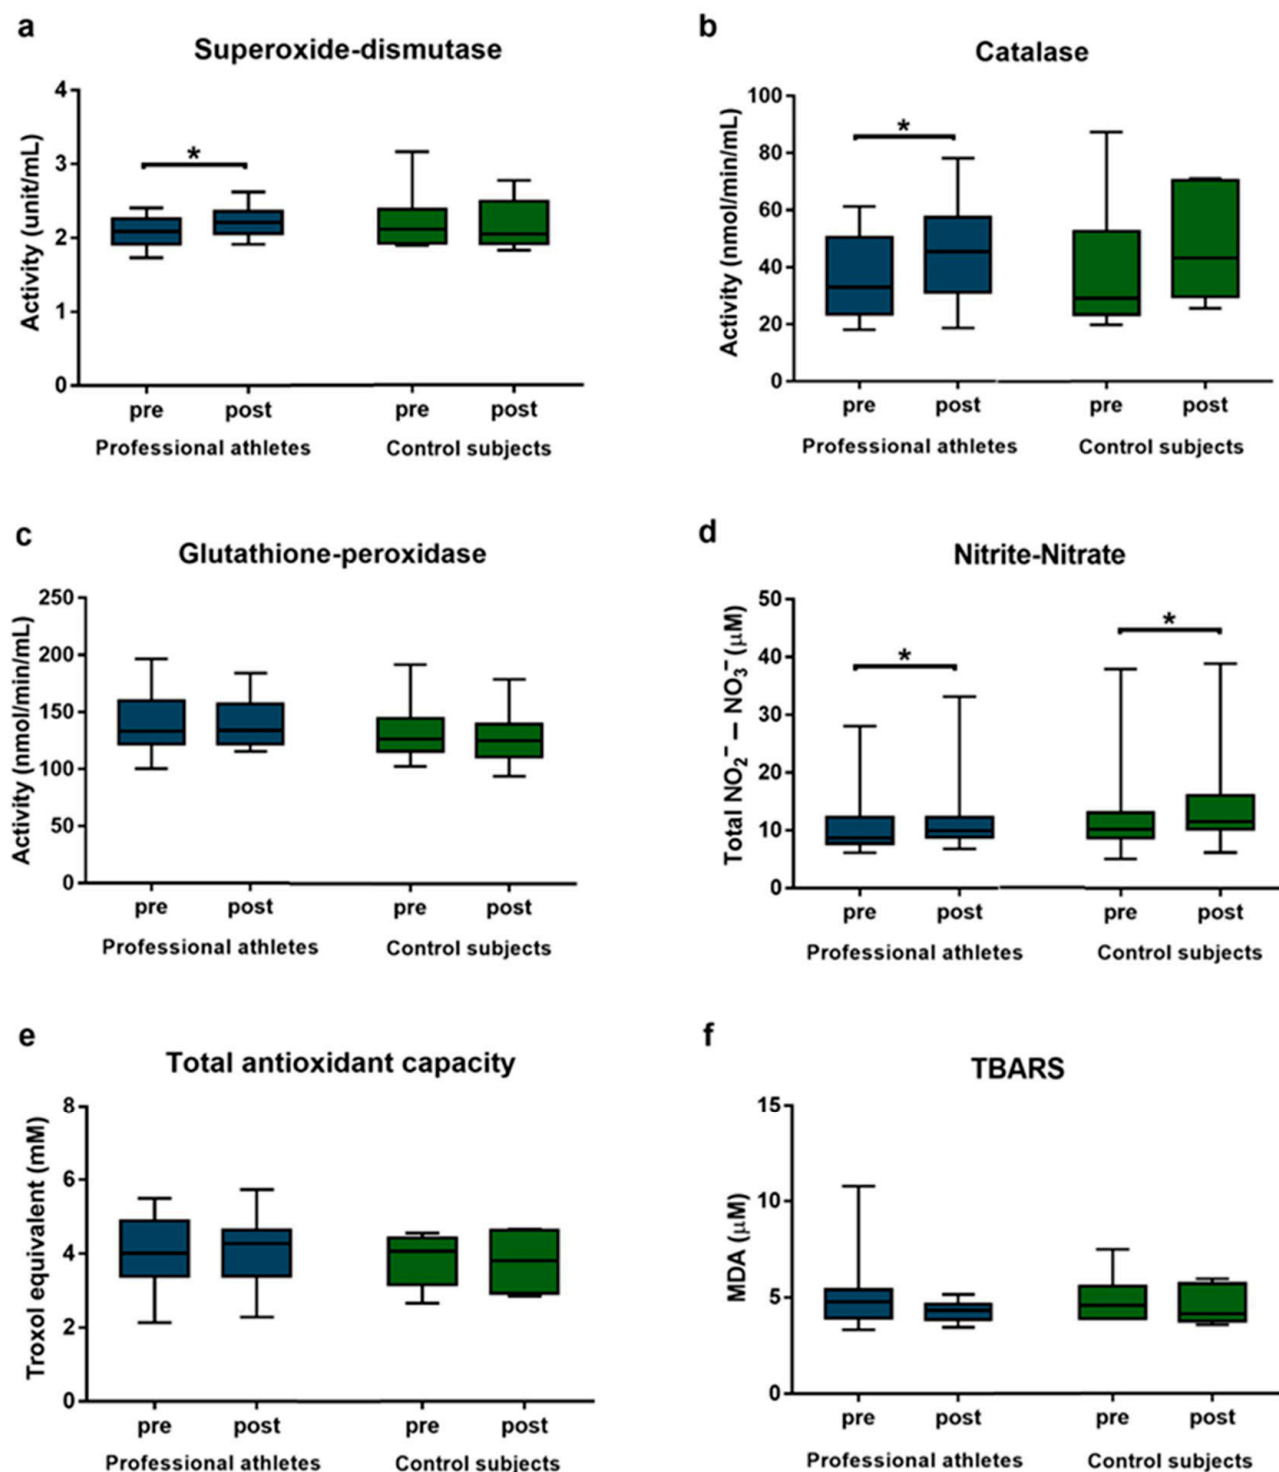 a
Superoxide-dismutase
Activity (unit/mL)
4
3
2
1
0
*
pre post pre post
Professional athletes Control subjects
b
Catalase
Activity (nmol/min/mL)
100
80
60
40
20
0
*
pre post pre post
Professional athletes Control subjects
c
Glutathione-peroxidase
Activity (nmol/min/mL)
250
200
150
100
50
0
pre post pre post
Professional athletes Control subjects
d
Nitrite-Nitrate
Total NO₂⁻ – NO₃⁻ (µM)
50
40
30
20
10
0
* *
pre post pre post
Professional athletes Control subjects
e
Total antioxidant capacity
Troxol equivalent (mM)
8
6
4
2
0
pre post pre post
Professional athletes Control subjects
f
TBARS
MDA (µM)
15
10
5
0
pre post pre post
Professional athletes Control subjects